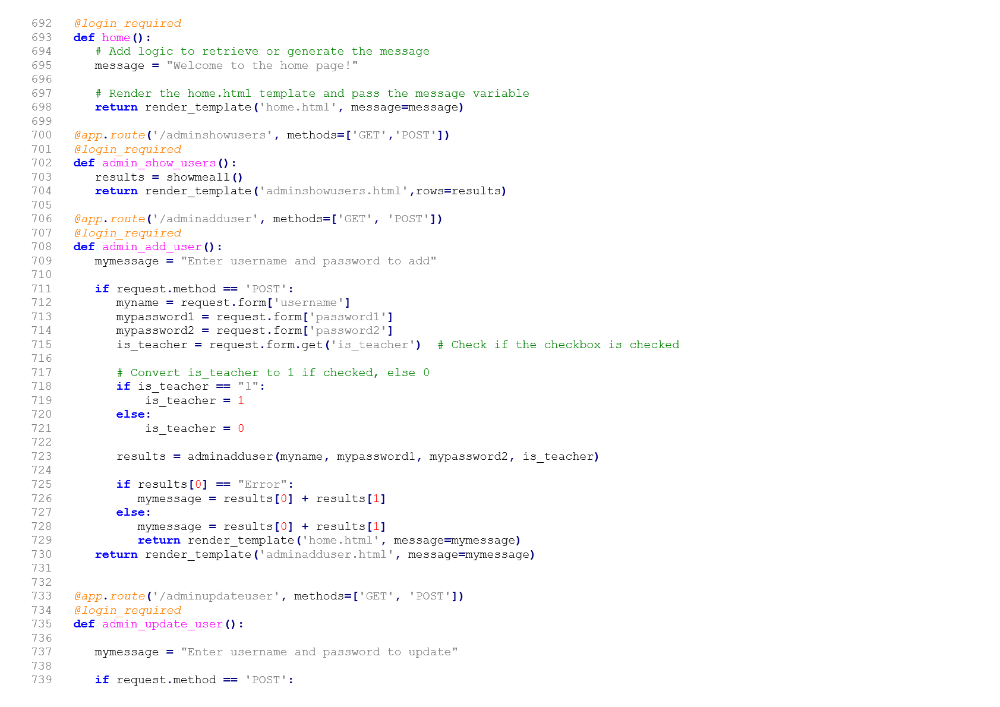 692 @login_required
693 def home():
694 # Add logic to retrieve or generate the message
695 message = "Welcome to the home page!"
696
697 # Render the home.html template and pass the message variable
698 return render_template('home.html', message=message)
699
700 @app.route('/adminshowusers', methods=['GET','POST'])
701 @login_required
702 def admin_show_users():
703 results = showmeall()
704 return render_template('adminshowusers.html',rows=results)
705
706 @app.route('/adminadduser', methods=['GET', 'POST'])
707 @login_required
708 def admin_add_user():
709 mymessage = "Enter username and password to add"
710
711 if request.method == 'POST':
712 myname = request.form['username']
713 mypassword1 = request.form['password1']
714 mypassword2 = request.form['password2']
715 is_teacher = request.form.get('is_teacher')  # Check if the checkbox is checked
716
717 # Convert is_teacher to 1 if checked, else 0
718 if is_teacher == "1":
719 is_teacher = 1
720 else:
721 is_teacher = 0
722
723 results = adminadduser(myname, mypassword1, mypassword2, is_teacher)
724
725 if results[0] == "Error":
726 mymessage = results[0] + results[1]
727 else:
728 mymessage = results[0] + results[1]
729 return render_template('home.html', message=mymessage)
730 return render_template('adminadduser.html', message=mymessage)
731
732
733 @app.route('/adminupdateuser', methods=['GET', 'POST'])
734 @login_required
735 def admin_update_user():
736
737 mymessage = "Enter username and password to update"
738
739 if request.method == 'POST':